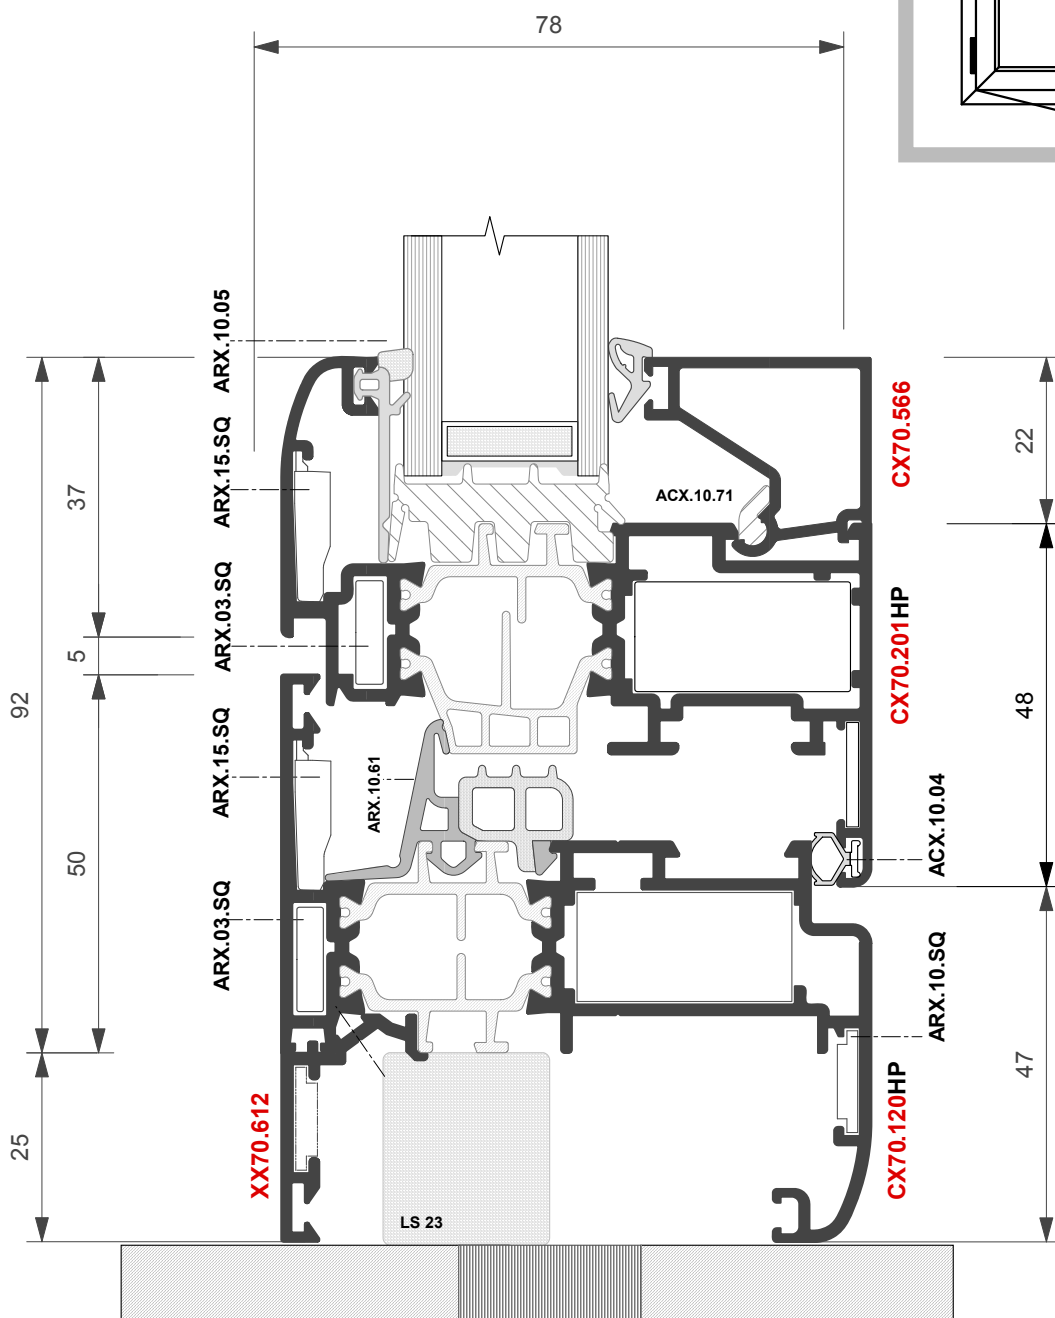 78
ARX.10.05
ARX.15.SQ
ARX.03.SQ
ARX.15.SQ
ARX.03.SQ
XX70.612
92
37
5
50
25
ACX.10.71
ARX.10.61
LS 23
CX70.566
CX70.201HP
ACX.10.04
ARX.10.SQ
CX70.120HP
22
48
47